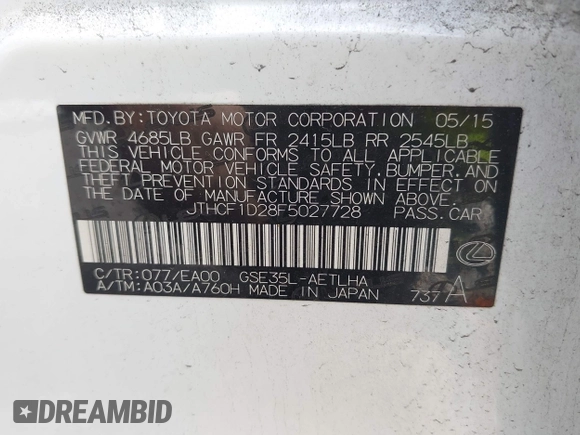 MFD.BY:TOYOTA MOTOR CORPORATION 05/15
GVWR 4685LB GAWR FR 2415LB RR 2545LB
THIS VEHICLE CONFORMS TO ALL APPLICABLE
FEDERAL MOTOR VEHICLE SAFETY,BUMPER,AND
THEFT PREVENTION STANDARDS IN EFFECT ON
THE DATE OF MANUFACTURE SHOWN ABOVE.
JTHCF1D28F5027728 PASS.CAR
C/TR:077/EA00 GSE35L-AETLHA
A/TM:A03A/A760H MADE IN JAPAN 737 A
DREAMBID